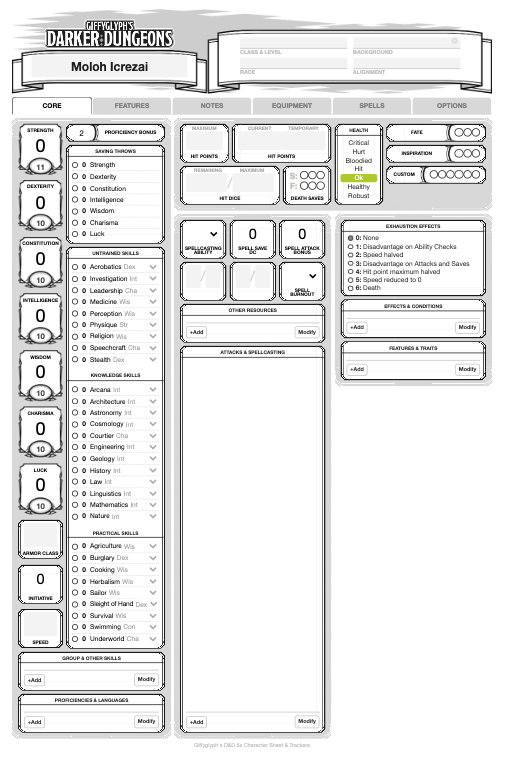 GIFFYGLYPH'S
DARKER DUNGEONS
Moloh Icrezai
CLASS & LEVEL
BACKGROUND
RACE
ALIGNMENT
CORE
FEATURES
NOTES
EQUIPMENT
SPELLS
OPTIONS
STRENGTH
0
11
DEXTERITY
0
10
CONSTITUTION
0
10
INTELLIGENCE
0
10
WISDOM
0
10
CHARISMA
0
10
LUCK
0
10
ARMOR CLASS
0
INITIATIVE
SPEED
2 PROFICIENCY BONUS
SAVING THROWS
0 Strength
0 Dexterity
0 Constitution
0 Intelligence
0 Wisdom
0 Charisma
0 Luck
UNTRAINED SKILLS
0 Acrobatics Dex
0 Investigation Int
0 Leadership Cha
0 Medicine Wis
0 Perception Wis
0 Physique Str
0 Religion Wis
0 Speechcraft Cha
0 Stealth Dex
KNOWLEDGE SKILLS
0 Arcana Int
0 Architecture Int
0 Astronomy Int
0 Cosmology Int
0 Courtier Cha
0 Engineering Int
0 Geology Int
0 History Int
0 Law Int
0 Linguistics Int
0 Mathematics Int
0 Nature Int
PRACTICAL SKILLS
0 Agriculture Wis
0 Burglary Dex
0 Cooking Wis
0 Herbalism Wis
0 Sailor Wis
0 Sleight of Hand Dex
0 Survival Wis
0 Swimming Con
0 Underworld Cha
GROUP & OTHER SKILLS
+Add
Modify
PROFICIENCIES & LANGUAGES
+Add
Modify
MAXIMUM
HIT POINTS
CURRENT
TEMPORARY
HIT POINTS
REMAINING
MAXIMUM
/
HIT DICE
S:
F:
DEATH SAVES
HEALTH
Critical
Hurt
Bloodied
Hit
Ok
Healthy
Robust
FATE
INSPIRATION
CUSTOM
SPELLCASTING
ABILITY
0
SPELL SAVE
DC
0
SPELL ATTACK
BONUS
/
/
SPELL
BURNOUT
OTHER RESOURCES
+Add
Modify
ATTACKS & SPELLCASTING
+Add
Modify
EXHAUSTION EFFECTS
0: None
1: Disadvantage on Ability Checks
2: Speed halved
3: Disadvantage on Attacks and Saves
4: Hit point maximum halved
5: Speed reduced to 0
6: Death
EFFECTS & CONDITIONS
+Add
Modify
FEATURES & TRAITS
+Add
Modify
Giffyglyph's D&D 5e Character Sheet & Trackers